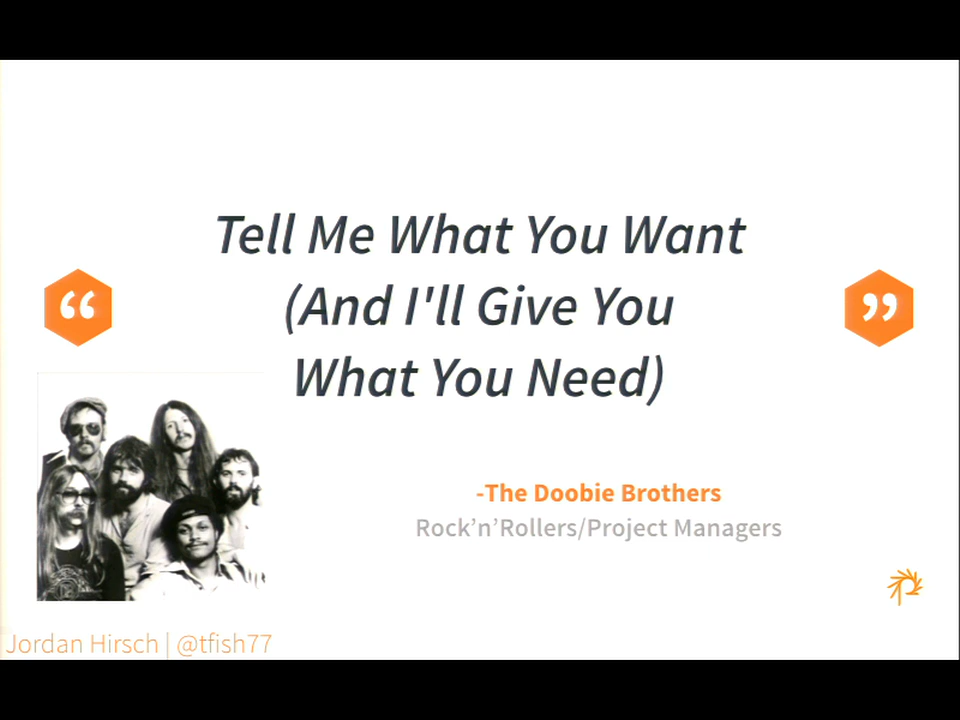 Tell Me What You Want
(And I'll Give You
What You Need)
-The Doobie Brothers
Rock’n’Rollers/Project Managers
Jordan Hirsch | @tfish77